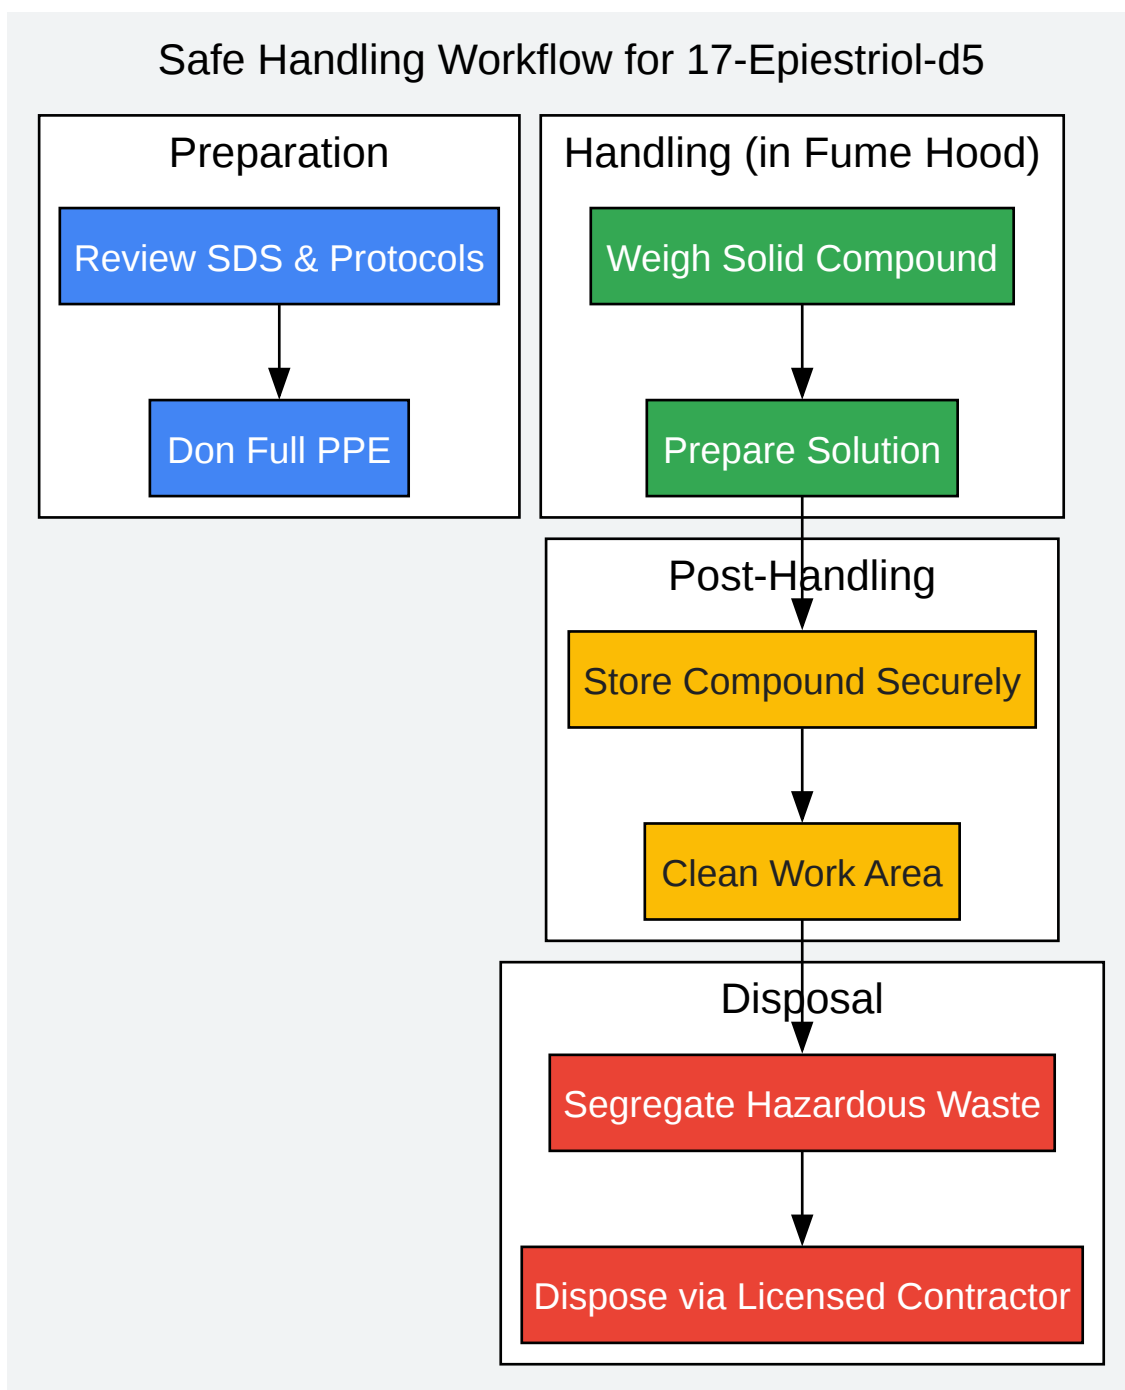 Safe Handling Workflow for 17-Epiestriol-d5
Preparation
Review SDS & Protocols
Don Full PPE
Handling (in Fume Hood)
Weigh Solid Compound
Prepare Solution
Post-Handling
Store Compound Securely
Clean Work Area
Disposal
Segregate Hazardous Waste
Dispose via Licensed Contractor